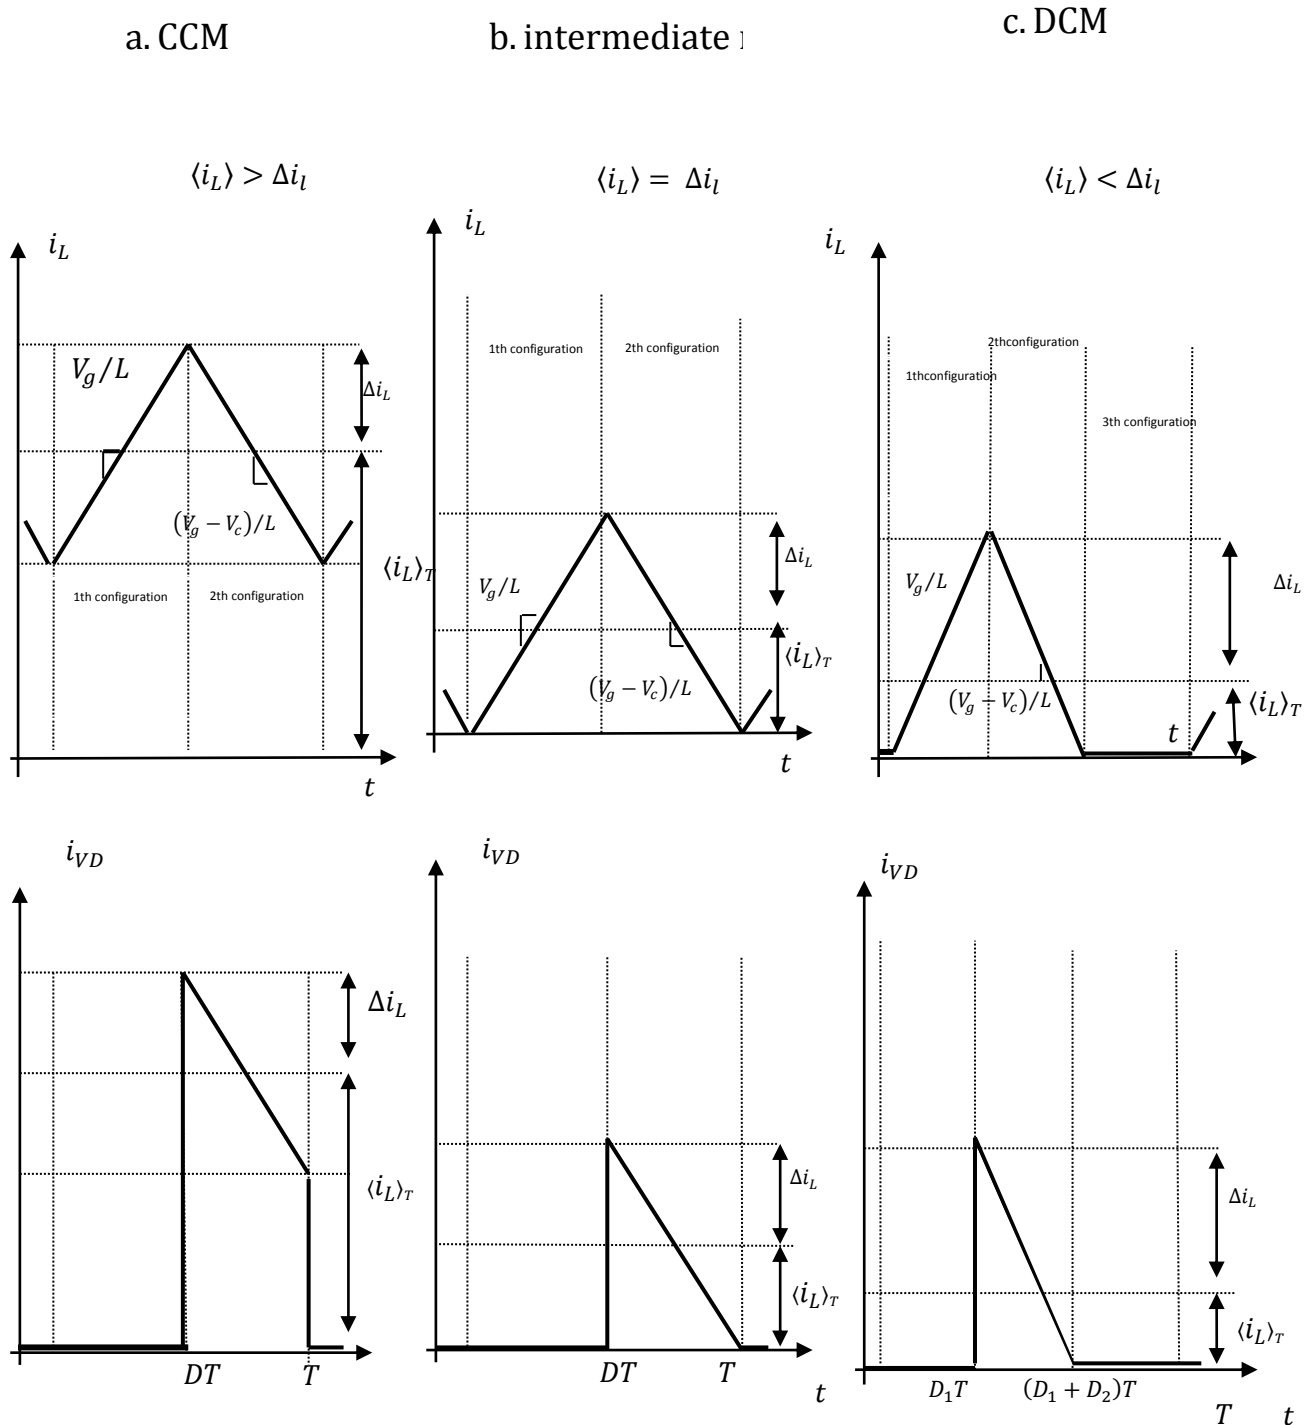 a. CCM
b. intermediate
c. DCM
⟨i_L⟩ > Δi_l
⟨i_L⟩ = Δi_l
⟨i_L⟩ < Δi_l
i_L
V_g/L
Δi_L
(V_g − V_c)/L
⟨i_L⟩_T
1th configuration
2th configuration
t
i_L
1th configuration
2th configuration
Δi_L
V_g/L
⟨i_L⟩_T
(V_g − V_c)/L
t
i_L
2thconfiguration
1thconfiguration
3th configuration
V_g/L
Δi_L
(V_g − V_c)/L
⟨i_L⟩_T
t
i_VD
Δi_L
⟨i_L⟩_T
DT
T
i_VD
Δi_L
⟨i_L⟩_T
DT
T
t
i_VD
Δi_L
⟨i_L⟩_T
D_1T
(D_1 + D_2)T
T
t